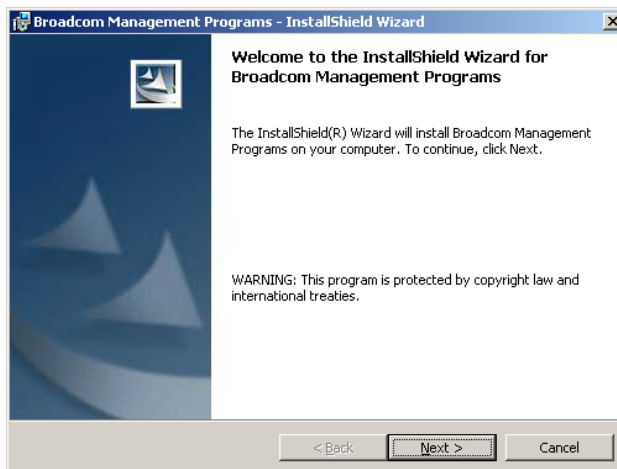 Broadcom Management Programs - InstallShield Wizard
Welcome to the InstallShield Wizard for
Broadcom Management Programs
The InstallShield(R) Wizard will install Broadcom Management
Programs on your computer. To continue, click Next.
WARNING: This program is protected by copyright law and
international treaties.
< Back
Next >
Cancel